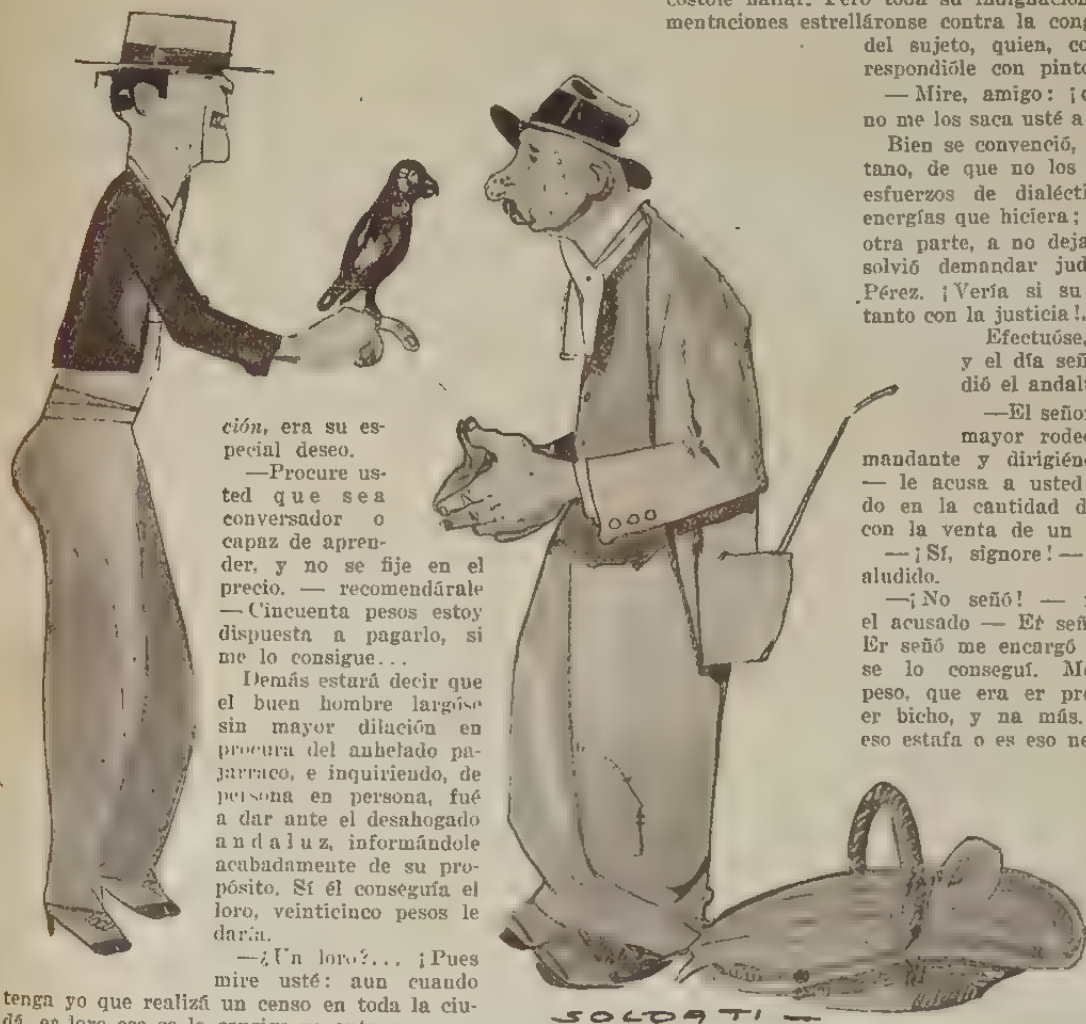 ción, era su es-
pecial deseo.
—Procure us-
ted que sea
conversador o
capaz de apren-
der, y no se fije en el
precio. — recomendárale
—Cincuenta pesos estoy
dispuesta a pagarlo, si
me lo consigue...
Demás estará decir que
el buen hombre largóse
sin mayor dilación en
procura del anhelado pa-
jarraco, e inquiriendo, de
persona en persona, fué
a dar ante el desahogado
andaluz, informándole
acabadamente de su pro-
pósito. Sí él conseguía el
loro, veinticinco pesos le
daría.
—¿Un loro?... ¡Pues
mire usté: aun cuando
tenga yo que realizá un censo en toda la ciu-
mentaciones estrelláronse contra la cong
del sujeto, quien, co
respondióle con pinto
— Mire, amigo: ¡c
no me los saca usté a
Bien se convenció,
tano, de que no los
esfuerzos de dialécti
energías que hiciera;
otra parte, a no deja
solvió demandar jud
Pérez. ¡Vería si su
tanto con la justicia!.
Efectuóse,
y el día señ
dió el andal
—El seño
mayor rode
mandante y dirigién
— le acusa a usted
do en la cantidad d
con la venta de un
—¡Sí, signore! —
aludido.
—¡No señó! —
el acusado — Er señ
Er señó me encargó
se lo conseguí. Me
peso, que era er pr
er bicho, y na más.
eso estafa o es eso ne
SOLDATI —